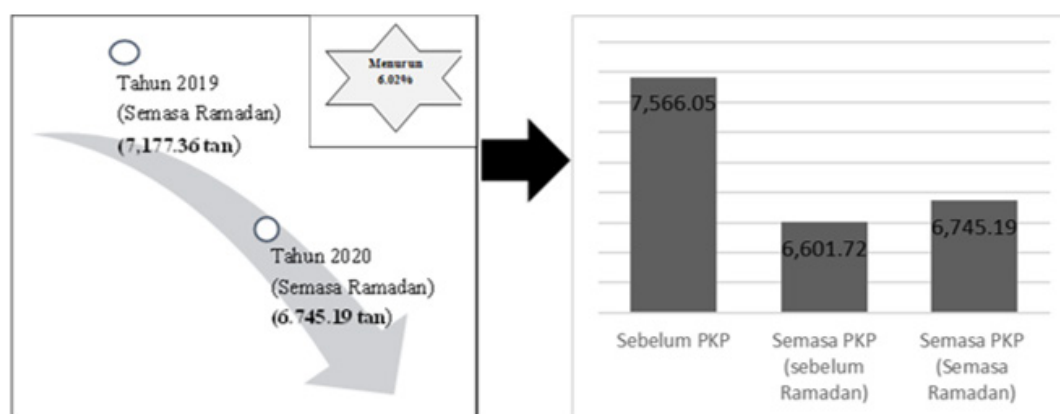 Tahun 2019
(Semasa Ramadan)
(7,177.36 tan)
Menurun
6.02%
Tahun 2020
(Semasa Ramadan)
(6.745.19 tan)
7,566.05
6,601.72
6,745.19
Sebelum PKP
Semasa PKP
(sebelum
Ramadan)
Semasa PKP
(Semasa
Ramadan)